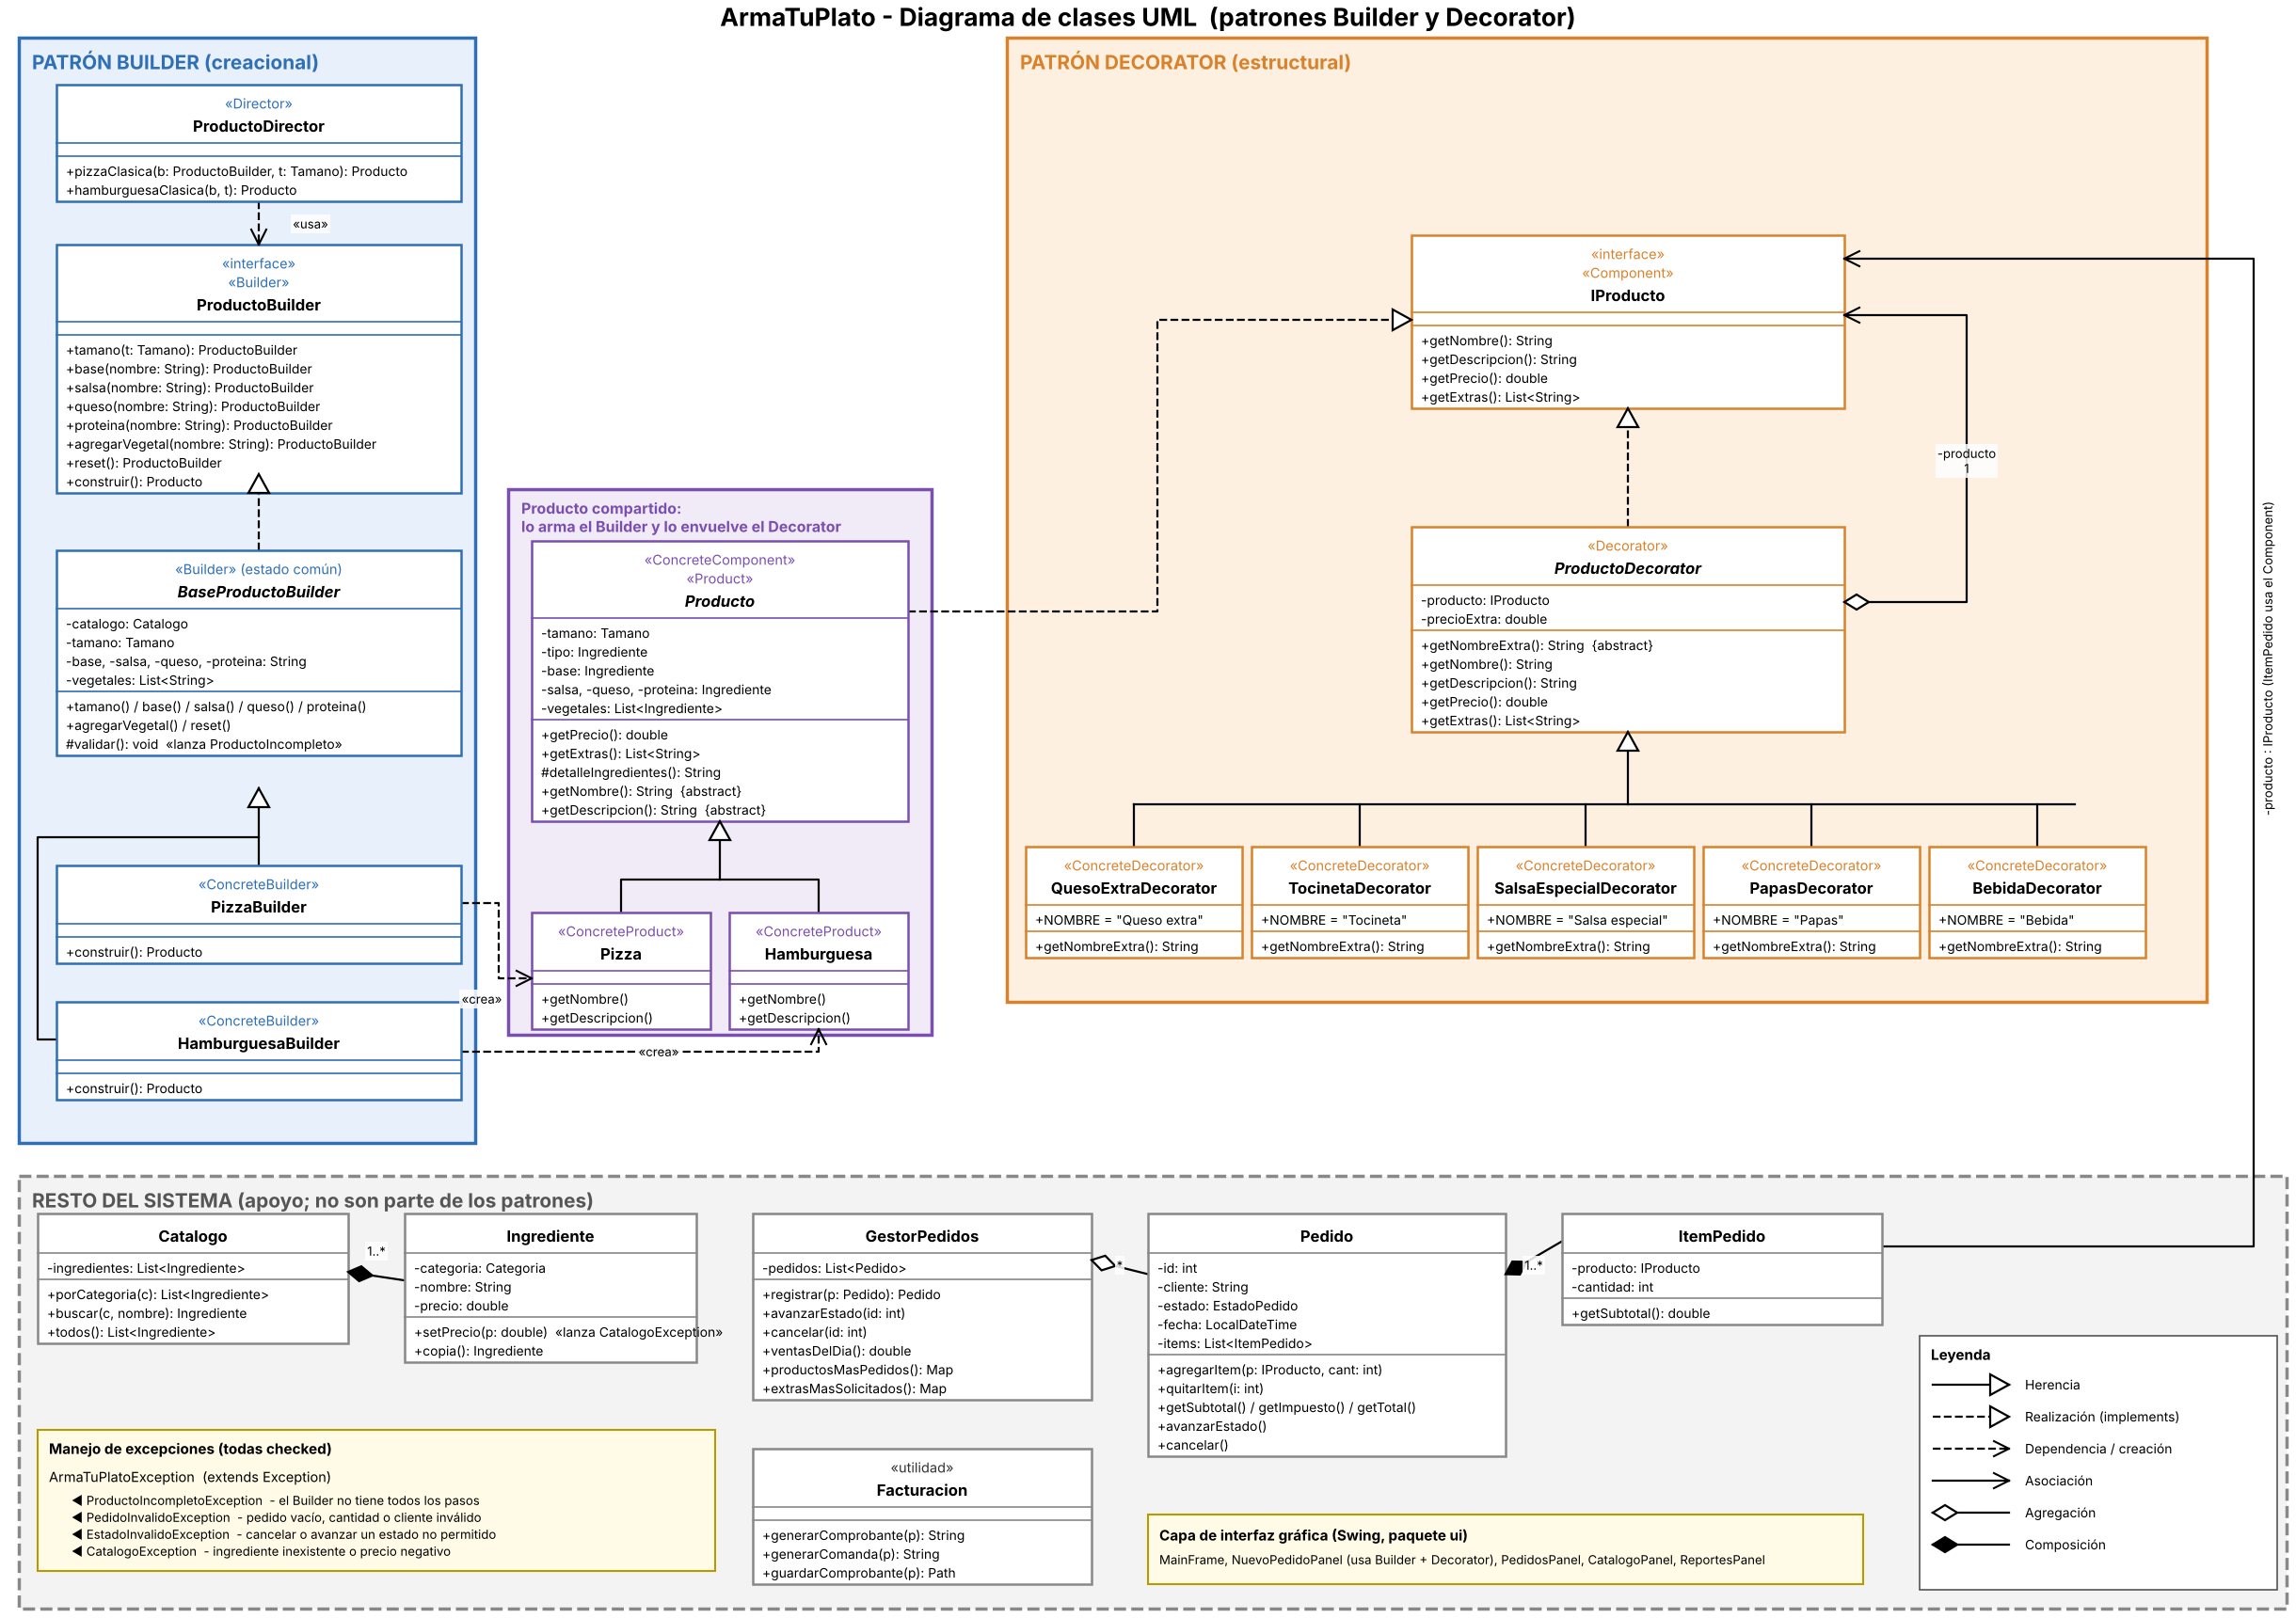 ArmaTuPlato - Diagrama de clases UML  (patrones Builder y Decorator)
PATRÓN BUILDER (creacional)
«Director»
ProductoDirector
+pizzaClasica(b: ProductoBuilder, t: Tamano): Producto
+hamburguesaClasica(b, t): Producto
«usa»
«interface»
«Builder»
ProductoBuilder
+tamano(t: Tamano): ProductoBuilder
+base(nombre: String): ProductoBuilder
+salsa(nombre: String): ProductoBuilder
+queso(nombre: String): ProductoBuilder
+proteina(nombre: String): ProductoBuilder
+agregarVegetal(nombre: String): ProductoBuilder
+reset(): ProductoBuilder
+construir(): Producto
«Builder» (estado común)
BaseProductoBuilder
-catalogo: Catalogo
-tamano: Tamano
-base, -salsa, -queso, -proteina: String
-vegetales: List<String>
+tamano() / base() / salsa() / queso() / proteina()
+agregarVegetal() / reset()
#validar(): void  «lanza ProductoIncompleto»
«ConcreteBuilder»
PizzaBuilder
+construir(): Producto
«crea»
«ConcreteBuilder»
HamburguesaBuilder
+construir(): Producto
«crea»
Producto compartido:
lo arma el Builder y lo envuelve el Decorator
«ConcreteComponent»
«Product»
Producto
-tamano: Tamano
-tipo: Ingrediente
-base: Ingrediente
-salsa, -queso, -proteina: Ingrediente
-vegetales: List<Ingrediente>
+getPrecio(): double
+getExtras(): List<String>
#detalleIngredientes(): String
+getNombre(): String  {abstract}
+getDescripcion(): String  {abstract}
«ConcreteProduct»
Pizza
+getNombre()
+getDescripcion()
«ConcreteProduct»
Hamburguesa
+getNombre()
+getDescripcion()
PATRÓN DECORATOR (estructural)
«interface»
«Component»
IProducto
+getNombre(): String
+getDescripcion(): String
+getPrecio(): double
+getExtras(): List<String>
-producto
1
«Decorator»
ProductoDecorator
-producto: IProducto
-precioExtra: double
+getNombreExtra(): String  {abstract}
+getNombre(): String
+getDescripcion(): String
+getPrecio(): double
+getExtras(): List<String>
«ConcreteDecorator»
QuesoExtraDecorator
+NOMBRE = "Queso extra"
+getNombreExtra(): String
«ConcreteDecorator»
TocinetaDecorator
+NOMBRE = "Tocineta"
+getNombreExtra(): String
«ConcreteDecorator»
SalsaEspecialDecorator
+NOMBRE = "Salsa especial"
+getNombreExtra(): String
«ConcreteDecorator»
PapasDecorator
+NOMBRE = "Papas"
+getNombreExtra(): String
«ConcreteDecorator»
BebidaDecorator
+NOMBRE = "Bebida"
+getNombreExtra(): String
-producto : IProducto (ItemPedido usa el Component)
RESTO DEL SISTEMA (apoyo; no son parte de los patrones)
Catalogo
-ingredientes: List<Ingrediente>
+porCategoria(c): List<Ingrediente>
+buscar(c, nombre): Ingrediente
+todos(): List<Ingrediente>
1..*
Ingrediente
-categoria: Categoria
-nombre: String
-precio: double
+setPrecio(p: double)  «lanza CatalogoException»
+copia(): Ingrediente
GestorPedidos
-pedidos: List<Pedido>
+registrar(p: Pedido): Pedido
+avanzarEstado(id: int)
+cancelar(id: int)
+ventasDelDia(): double
+productosMasPedidos(): Map
+extrasMasSolicitados(): Map
*
Pedido
-id: int
-cliente: String
-estado: EstadoPedido
-fecha: LocalDateTime
-items: List<ItemPedido>
+agregarItem(p: IProducto, cant: int)
+quitarItem(i: int)
+getSubtotal() / getImpuesto() / getTotal()
+avanzarEstado()
+cancelar()
1..*
ItemPedido
-producto: IProducto
-cantidad: int
+getSubtotal(): double
Manejo de excepciones (todas checked)
ArmaTuPlatoException  (extends Exception)
◀ ProductoIncompletoException  - el Builder no tiene todos los pasos
◀ PedidoInvalidoException  - pedido vacío, cantidad o cliente inválido
◀ EstadoInvalidoException  - cancelar o avanzar un estado no permitido
◀ CatalogoException  - ingrediente inexistente o precio negativo
«utilidad»
Facturacion
+generarComprobante(p): String
+generarComanda(p): String
+guardarComprobante(p): Path
Capa de interfaz gráfica (Swing, paquete ui)
MainFrame, NuevoPedidoPanel (usa Builder + Decorator), PedidosPanel, CatalogoPanel, ReportesPanel
Leyenda
Herencia
Realización (implements)
Dependencia / creación
Asociación
Agregación
Composición